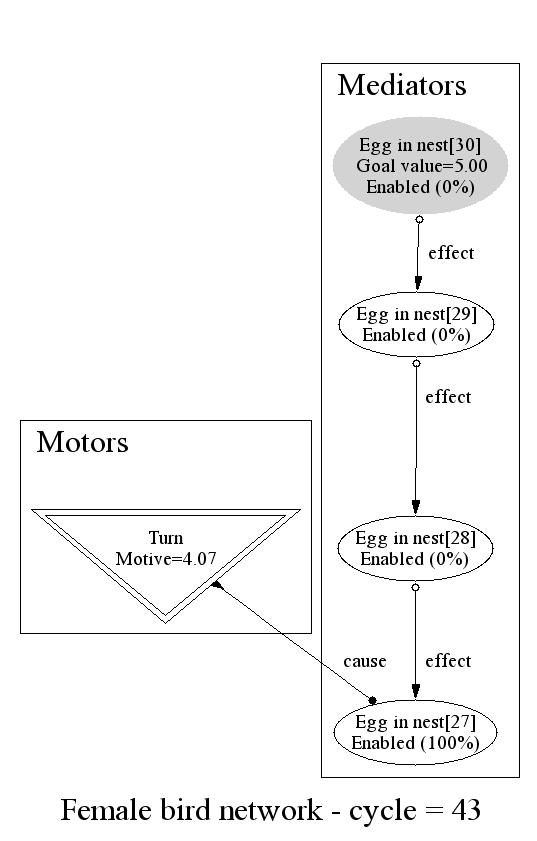 Mediators
Egg in nest[30]
Goal value=5.00
Enabled (0%)
effect
Egg in nest[29]
Enabled (0%)
effect
Motors
Turn
Motive=4.07
Egg in nest[28]
Enabled (0%)
cause
effect
Egg in nest[27]
Enabled (100%)
Female bird network - cycle = 43